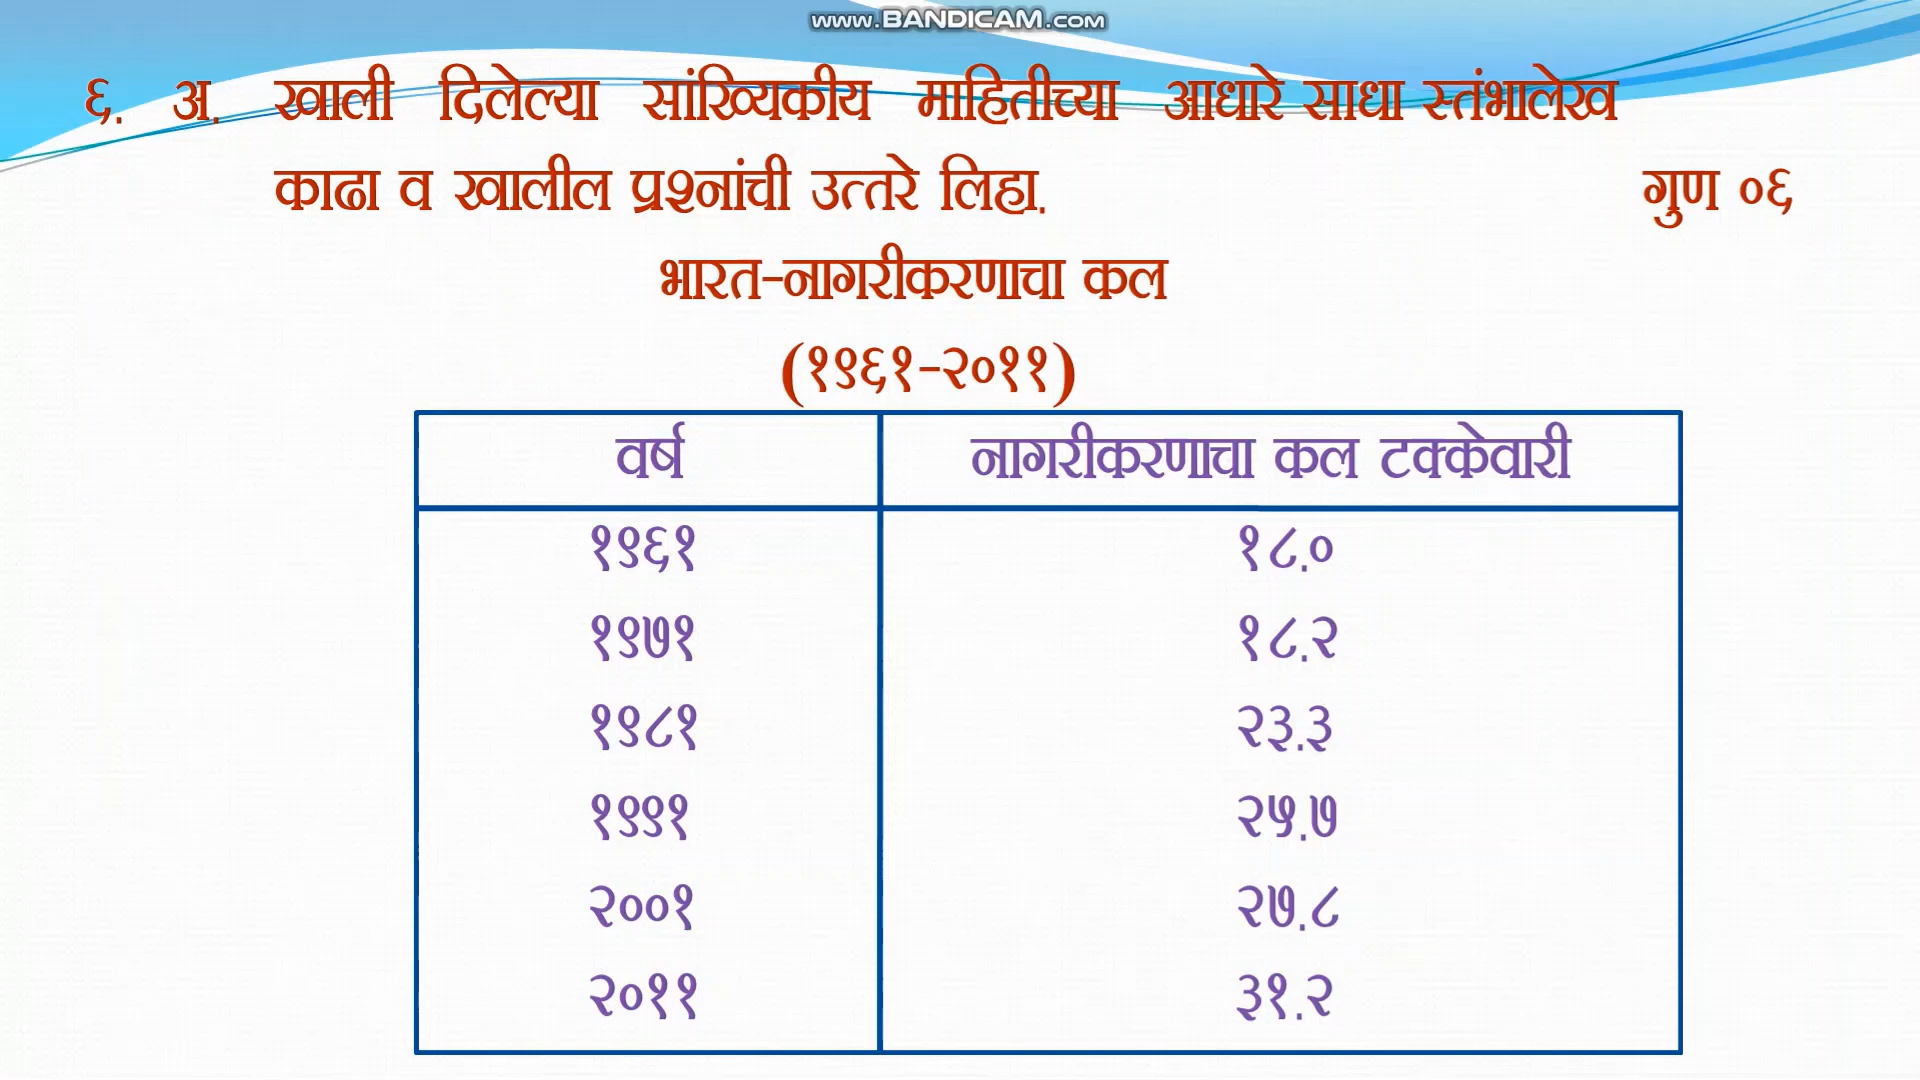 www.BANDICAM.com
६. अ. खाली दिलेल्या सांख्यिकीय माहितीच्या आधारे साधा स्तंभालेख
काढा व खालील प्रश्नांची उत्तरे लिहा. गुण ०६
भारत-नागरीकरणाचा कल
(१९६१-२०११)
वर्ष नागरीकरणाचा कल टक्केवारी
१९६१ १८.०
१९७१ १८.२
१९८१ २३.३
१९९१ २५.७
२००१ २७.८
२०११ ३१.२